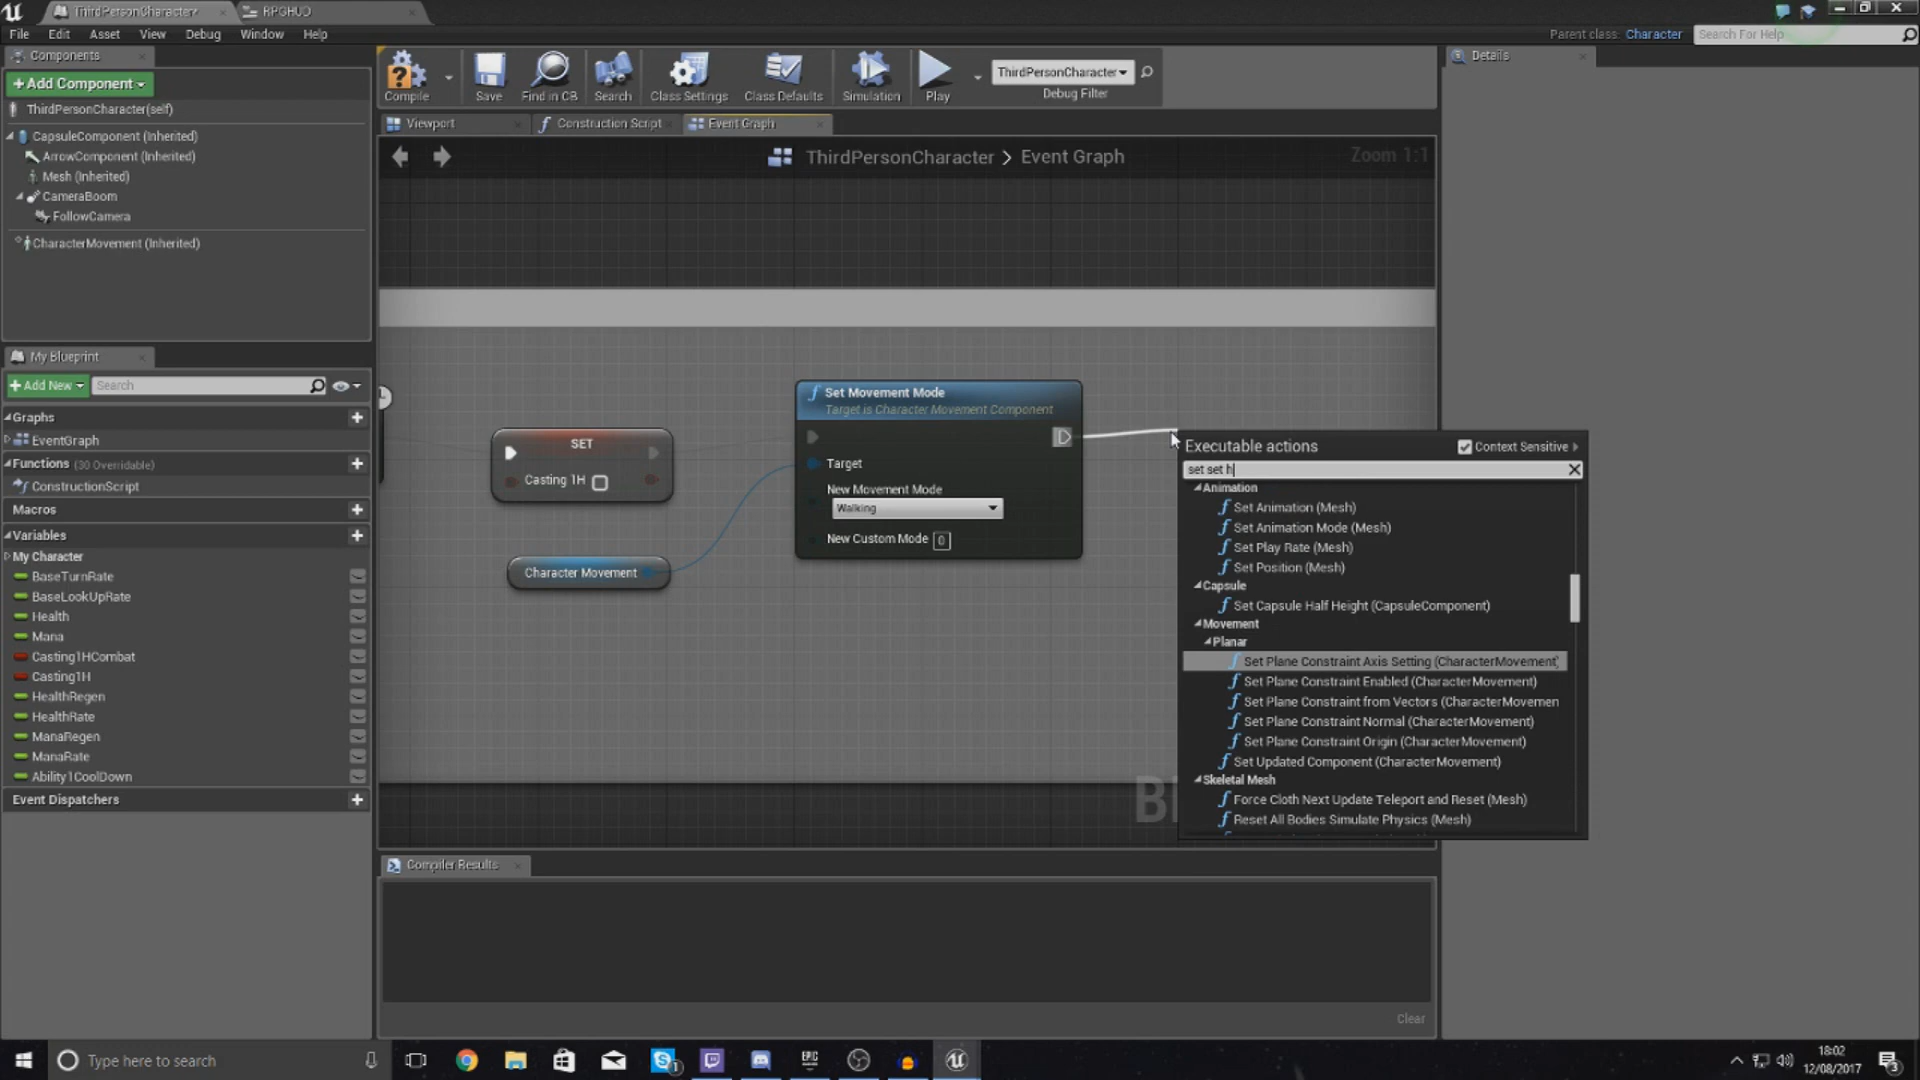 ThirdPersonCharacter*
RPGHUD
File Edit Asset View Debug Window Help
Parent class: Character
Search For Help
Components
+Add Component
ThirdPersonCharacter(self)
CapsuleComponent (Inherited)
ArrowComponent (Inherited)
Mesh (Inherited)
CameraBoom
FollowCamera
CharacterMovement (Inherited)
Compile
Save
Find in CB
Search
Class Settings
Class Defaults
Simulation
Play
ThirdPersonCharacter
Debug Filter
Details
Viewport
Construction Script
Event Graph
ThirdPersonCharacter > Event Graph
Zoom 1:1
My Blueprint
+Add New
Search
Graphs
EventGraph
Functions (30 Overridable)
ConstructionScript
Macros
Variables
My Character
BaseTurnRate
BaseLookUpRate
Health
Mana
Casting1HCombat
Casting1H
HealthRegen
HealthRate
ManaRegen
ManaRate
Ability1CoolDown
Event Dispatchers
SET
Casting 1H
Character Movement
Set Movement Mode
Target is Character Movement Component
Target
New Movement Mode
Walking
New Custom Mode 0
Executable actions
Context Sensitive
set set h
Animation
Set Animation (Mesh)
Set Animation Mode (Mesh)
Set Play Rate (Mesh)
Set Position (Mesh)
Capsule
Set Capsule Half Height (CapsuleComponent)
Movement
Planar
Set Plane Constraint Axis Setting (CharacterMovement)
Set Plane Constraint Enabled (CharacterMovement)
Set Plane Constraint from Vectors (CharacterMovemen
Set Plane Constraint Normal (CharacterMovement)
Set Plane Constraint Origin (CharacterMovement)
Set Updated Component (CharacterMovement)
Skeletal Mesh
Force Cloth Next Update Teleport and Reset (Mesh)
Reset All Bodies Simulate Physics (Mesh)
Compiler Results
Clear
Type here to search
EPIC
18:02
12/08/2017